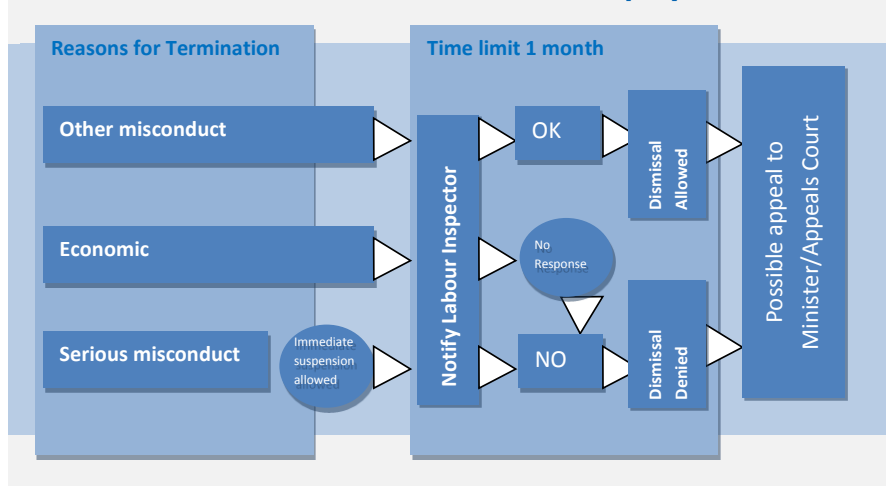 Reasons for Termination
Time limit 1 month
Other misconduct
Economic
Serious misconduct
Immediate
suspension
allowed
Notify Labour Inspector
OK
No
Response
NO
Dismissal
Allowed
Dismissal
Denied
Possible appeal to
Minister/Appeals Court